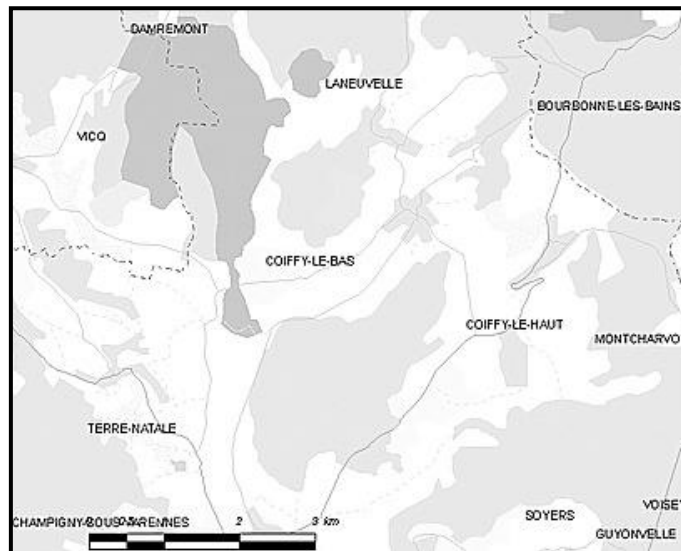 DAMREMONT
LANEUVELLE
BOURBONNE-LES-BAINS
VICQ
COIFFY-LE-BAS
COIFFY-LE-HAUT
MONTCHARVO
TERRE-NATALE
VOISEY
SOYERS
GUYONVELLE
2 3 km